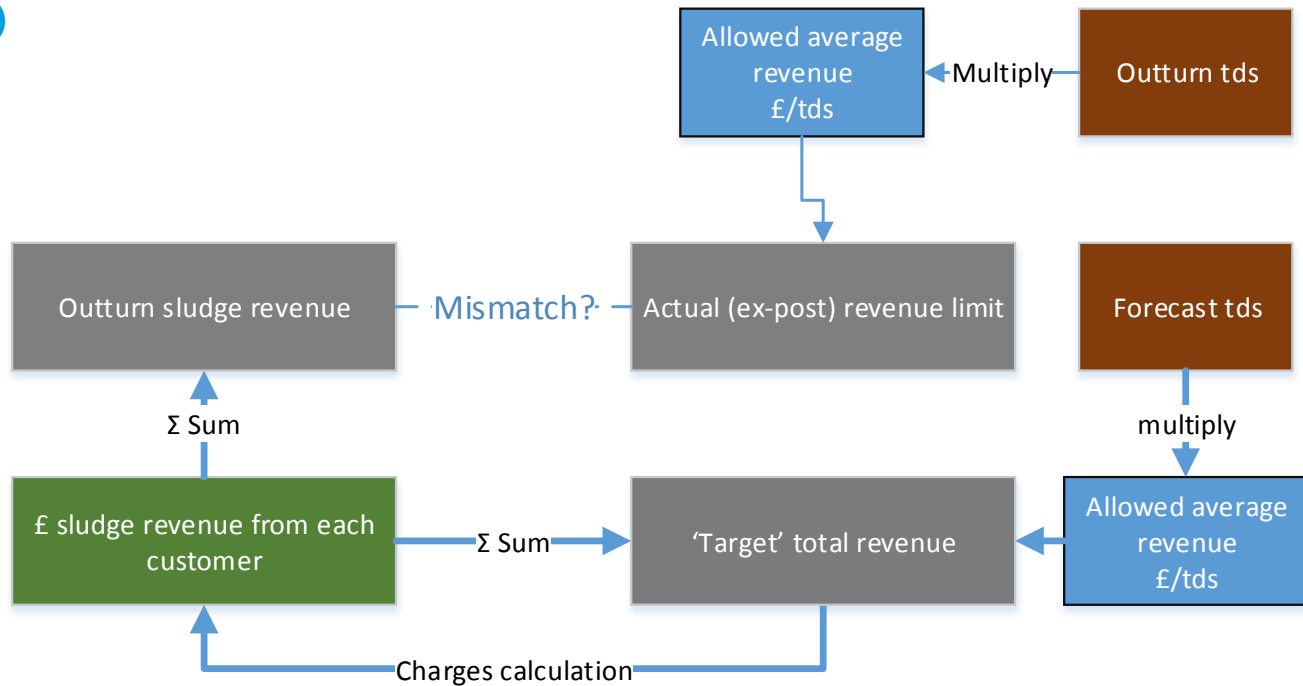 Allowed average
revenue
£/tds
Multiply
Outturn tds
Outturn sludge revenue
Mismatch?
Actual (ex-post) revenue limit
Forecast tds
Σ Sum
multiply
£ sludge revenue from each
customer
Σ Sum
‘Target’ total revenue
Allowed average
revenue
£/tds
Charges calculation